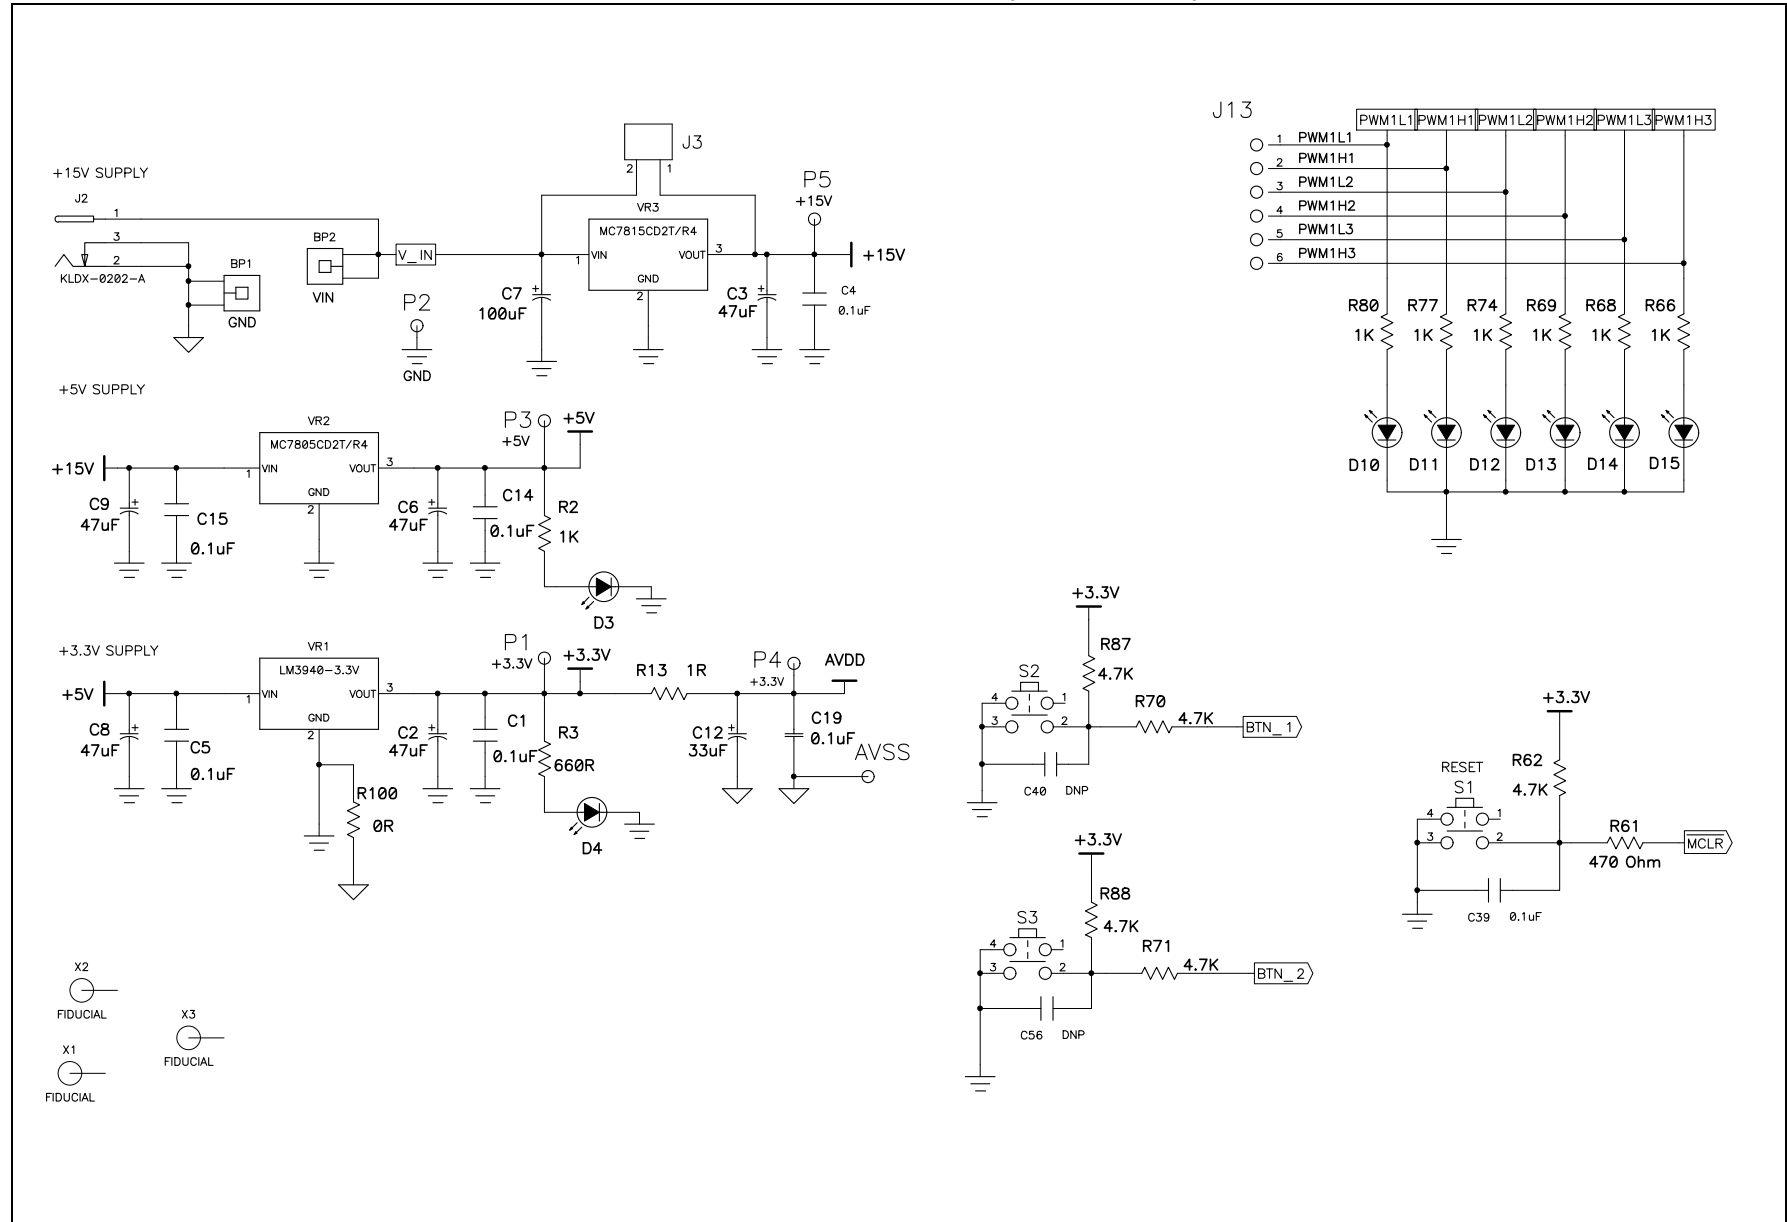 +15V SUPPLY
J2
1
3
2
KLDX-0202-A
BP1
GND
BP2
VIN
V_IN
P2
GND
J3
2 1
VR3
MC7815CD2T/R4
VIN
VOUT
GND
1
3
2
C7
100uF
+
C3
47uF
+
P5
+15V
C4
0.1uF
+15V
+5V SUPPLY
VR2
MC7805CD2T/R4
+15V
VIN
VOUT
GND
1
3
2
C9
47uF
+
C15
0.1uF
C6
47uF
+
C14
0.1uF
P3
+5V
+5V
R2
1K
D3
+3.3V SUPPLY
VR1
LM3940-3.3V
+5V
VIN
VOUT
GND
1
3
2
C8
47uF
+
C5
0.1uF
R100
0R
C2
47uF
+
C1
0.1uF
P1
+3.3V
+3.3V
R3
660R
D4
R13 1R
P4
+3.3V
AVDD
C12
33uF
+
C19
0.1uF
AVSS
X2
FIDUCIAL
X3
FIDUCIAL
X1
FIDUCIAL
J13
PWM1L1 PWM1H1 PWM1L2 PWM1H2 PWM1L3 PWM1H3
1 PWM1L1
2 PWM1H1
3 PWM1L2
4 PWM1H2
5 PWM1L3
6 PWM1H3
R80 R77 R74 R69 R68 R66
1K 1K 1K 1K 1K 1K
D10 D11 D12 D13 D14 D15
+3.3V
R87
4.7K
S2
4 1
3 2
R70
4.7K
BTN_1
C40 DNP
+3.3V
R88
4.7K
S3
4 1
3 2
R71
4.7K
BTN_2
C56 DNP
+3.3V
R62
4.7K
RESET
S1
4 1
3 2
R61
470 Ohm
MCLR
C39 0.1uF